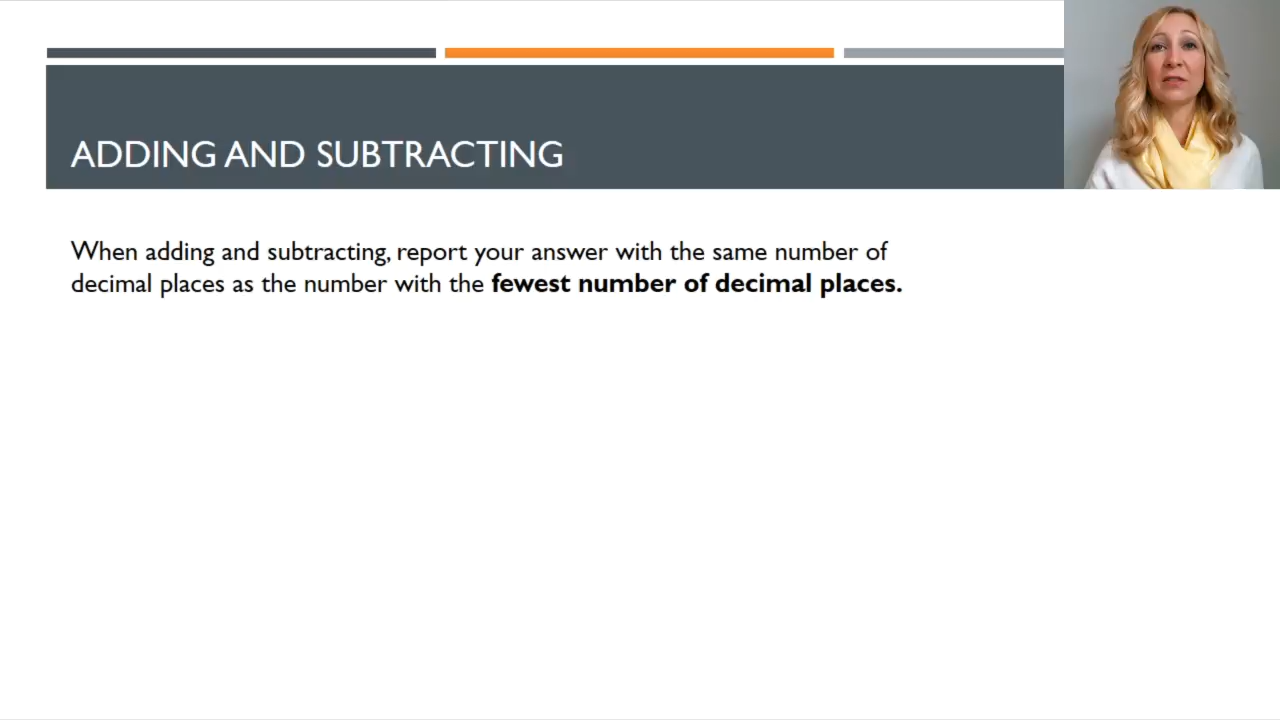 ADDING AND SUBTRACTING
When adding and subtracting, report your answer with the same number of
decimal places as the number with the fewest number of decimal places.